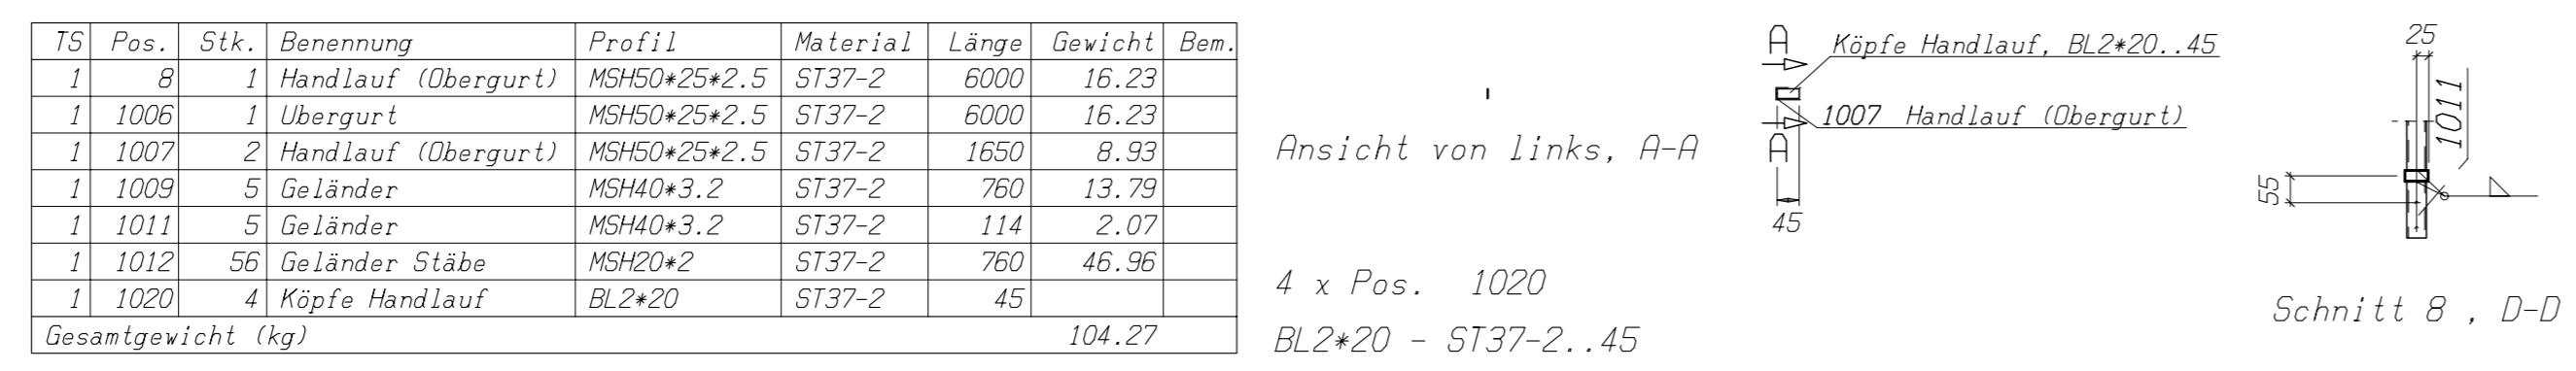 TS Pos. Stk. Benennung Profil Material Länge Gewicht Bem.
1 8 1 Handlauf (Obergurt) MSH50*25*2.5 ST37-2 6000 16.23
1 1006 1 Ubergurt MSH50*25*2.5 ST37-2 6000 16.23
1 1007 2 Handlauf (Obergurt) MSH50*25*2.5 ST37-2 1650 8.93
1 1009 5 Geländer MSH40*3.2 ST37-2 760 13.79
1 1011 5 Geländer MSH40*3.2 ST37-2 114 2.07
1 1012 56 Geländer Stäbe MSH20*2 ST37-2 760 46.96
1 1020 4 Köpfe Handlauf BL2*20 ST37-2 45
Gesamtgewicht (kg) 104.27
Ansicht von links, A-A
4 x Pos. 1020
BL2*20 - ST37-2..45
A
Köpfe Handlauf, BL2*20..45
1007 Handlauf (Obergurt)
A
45
25
1011
55
Schnitt 8 , D-D